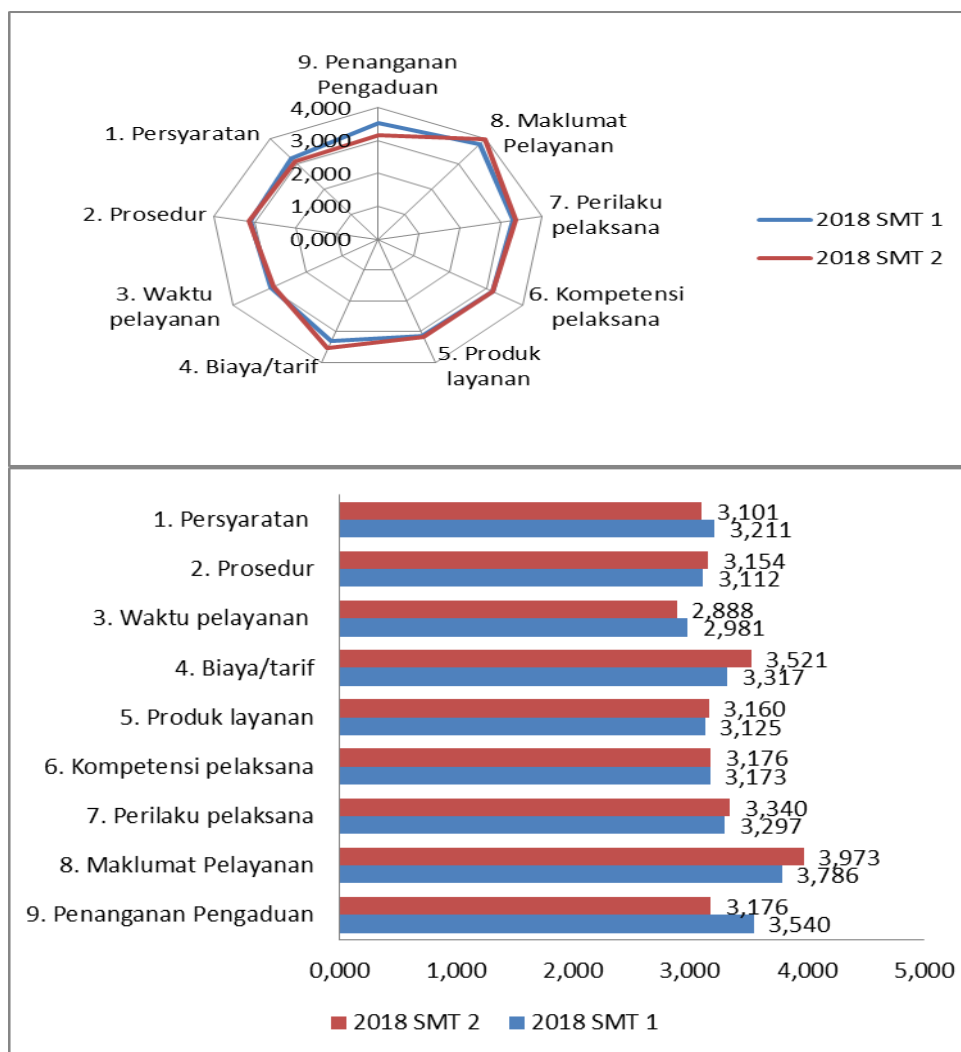 9. Penanganan
Pengaduan
4,000
3,000
2,000
1,000
0,000
8. Maklumat
Pelayanan
7. Perilaku
pelaksana
6. Kompetensi
pelaksana
5. Produk
layanan
4. Biaya/tarif
3. Waktu
pelayanan
2. Prosedur
1. Persyaratan
2018 SMT 1
2018 SMT 2
1. Persyaratan
3,101
3,211
2. Prosedur
3,154
3,112
3. Waktu pelayanan
2,888
2,981
4. Biaya/tarif
3,521
3,317
5. Produk layanan
3,160
3,125
6. Kompetensi pelaksana
3,176
3,173
7. Perilaku pelaksana
3,340
3,297
8. Maklumat Pelayanan
3,973
3,786
9. Penanganan Pengaduan
3,176
3,540
0,000 1,000 2,000 3,000 4,000 5,000
2018 SMT 2 2018 SMT 1